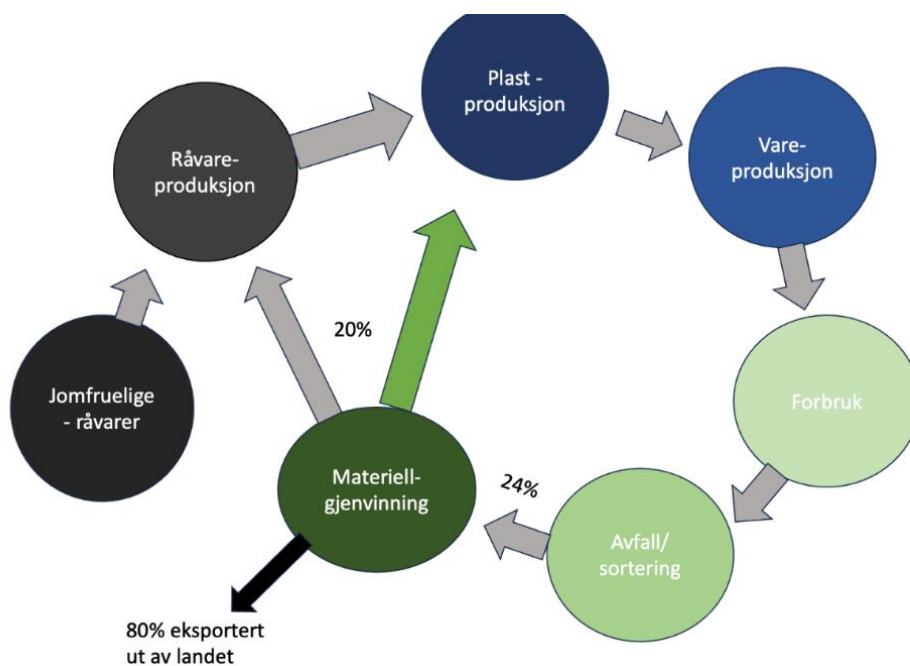 Plast -
produksjon
Råvare-
produksjon
Vare-
produksjon
20%
Jomfruelige
- råvarer
Forbruk
Materiell-
gjenvinning
24%
Avfall/
sortering
80% eksportert
ut av landet